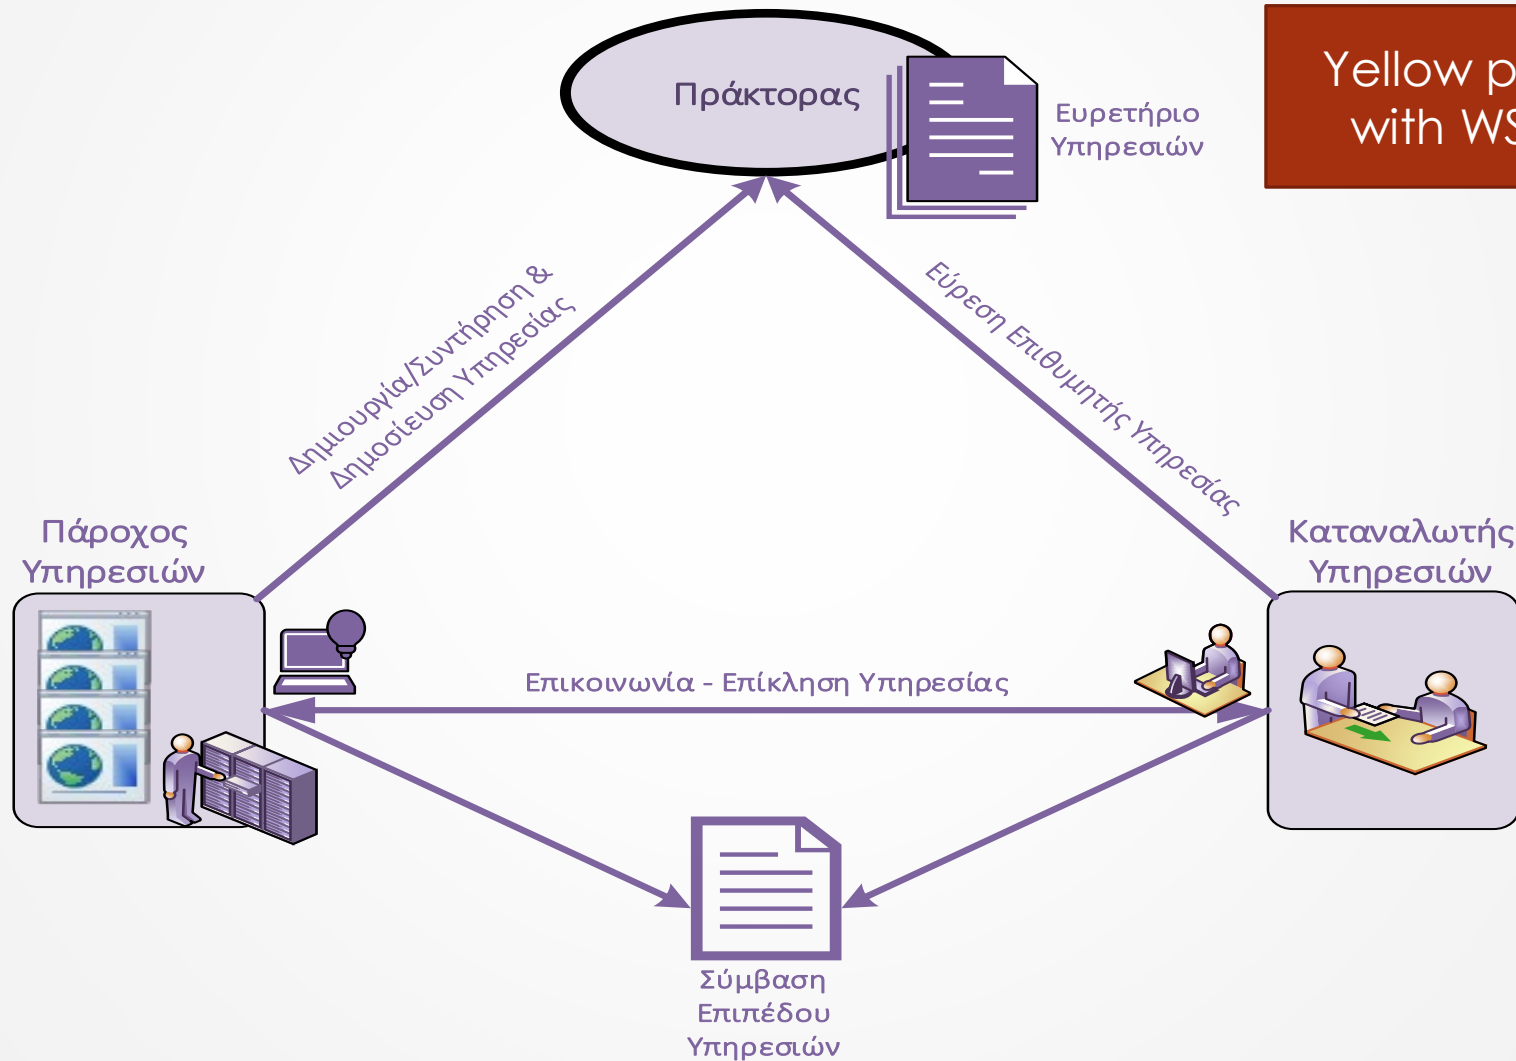 Πράκτορας
Ευρετήριο
Υπηρεσιών
Yellow
with
Δημιουργία/Συντήρηση &
Δημοσίευση Υπηρεσίας
Εύρεση Επιθυμητής Υπηρεσίας
Πάροχος
Υπηρεσιών
Καταναλωτής
Υπηρεσιών
Επικοινωνία - Επίκληση Υπηρεσίας
Σύμβαση
Επιπέδου
Υπηρεσιών